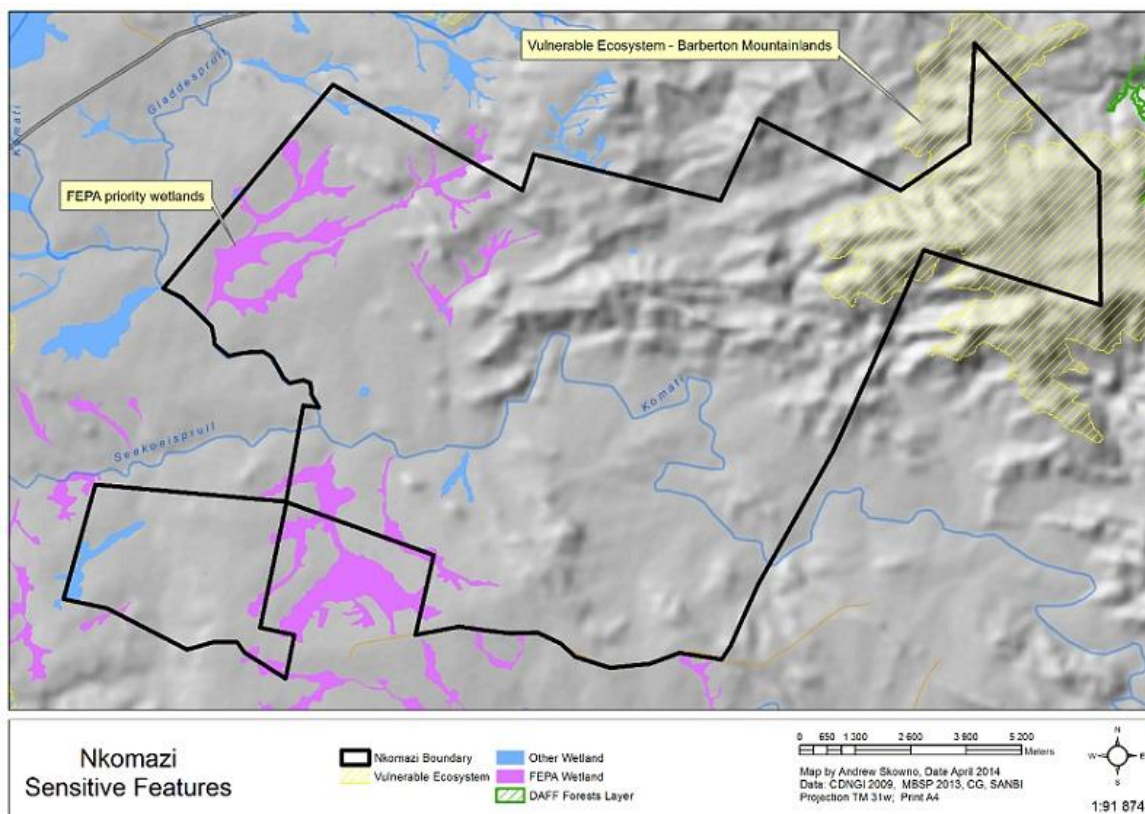 Vulnerable Ecosystem - Barberton Mountainlands
Gladdespruit
Komati
FEPA priority wetlands
Komati
Seekoeispruit
Nkomazi
Sensitive Features
Nkomazi Boundary
Vulnerable Ecosystem
Other Wetland
FEPA Wetland
DAFF Forests Layer
0 650 1 300 2 600 3 900 5 200
Meters
Map by Andrew Skowno, Date April 2014
Data: CDNGI 2009, MBSP 2013, CG, SANBI
Projection TM 31w; Print A4
N
W E
S
1:91 874